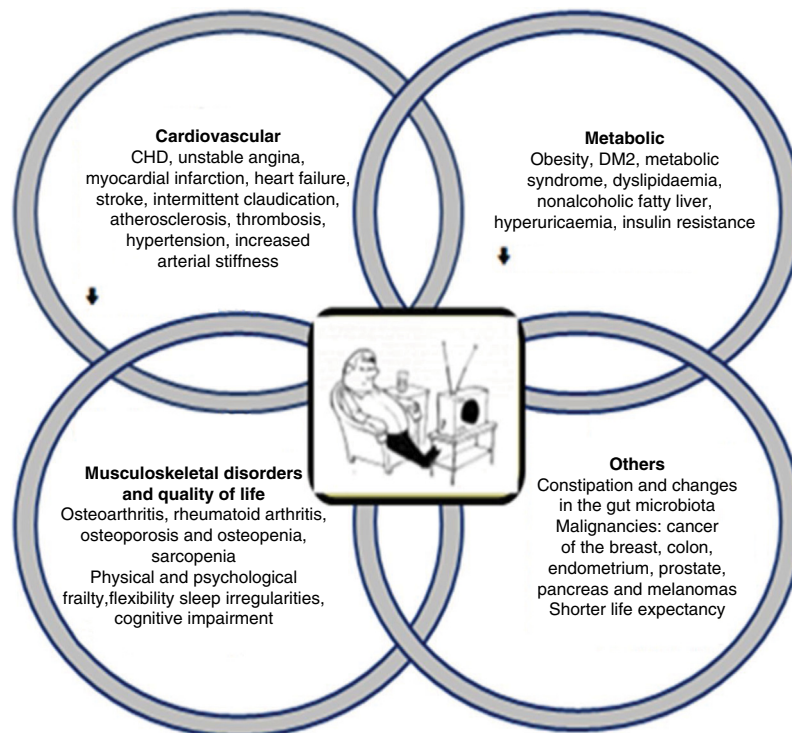 Cardiovascular
CHD, unstable angina,
myocardial infarction, heart failure,
stroke, intermittent claudication,
atherosclerosis, thrombosis,
hypertension, increased
arterial stiffness
Metabolic
Obesity, DM2, metabolic
syndrome, dyslipidaemia,
nonalcoholic fatty liver,
hyperuricaemia, insulin resistance
Musculoskeletal disorders
and quality of life
Osteoarthritis, rheumatoid arthritis,
osteoporosis and osteopenia,
sarcopenia
Physical and psychological
frailty,flexibility sleep irregularities,
cognitive impairment
Others
Constipation and changes
in the gut microbiota
Malignancies: cancer
of the breast, colon,
endometrium, prostate,
pancreas and melanomas
Shorter life expectancy